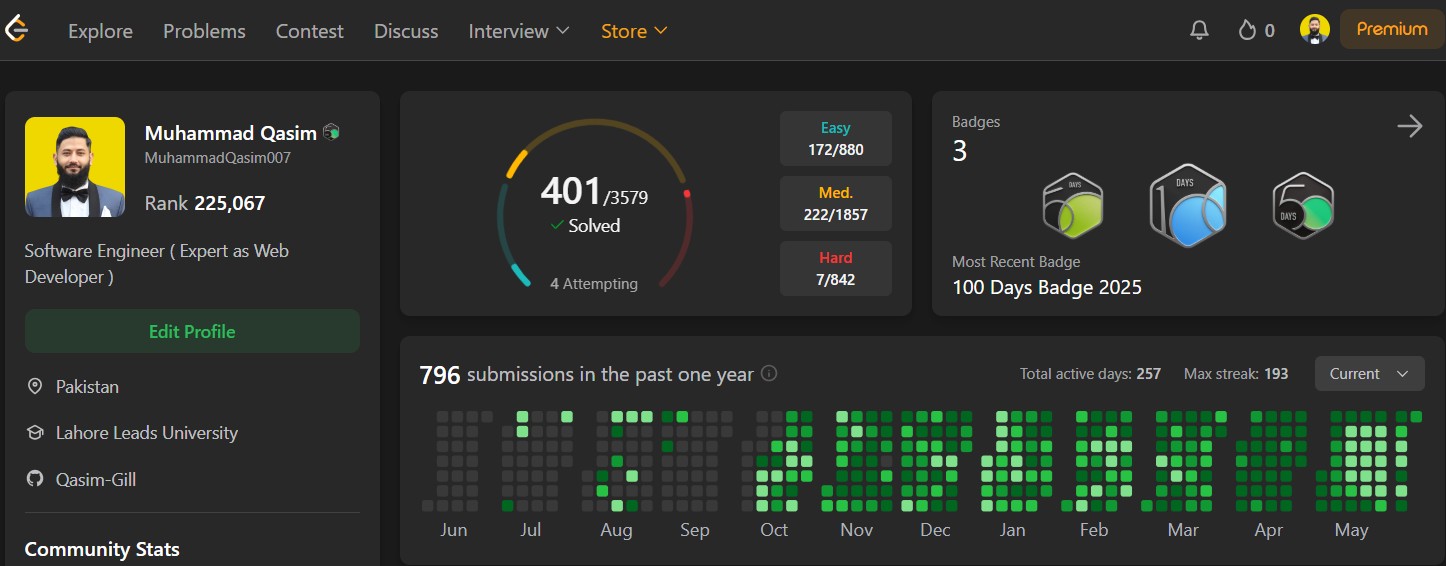 Explore Problems Contest Discuss Interview Store 0 Premium
Muhammad Qasim
MuhammadQasim007
Rank 225,067
Software Engineer ( Expert as Web
Developer )
Edit Profile
Pakistan
Lahore Leads University
Qasim-Gill
Community Stats
401/3579
Solved
4 Attempting
Easy
172/880
Med.
222/1857
Hard
7/842
Badges
3
DAYS
100 DAYS
50 DAYS
Most Recent Badge
100 Days Badge 2025
796 submissions in the past one year
Total active days: 257 Max streak: 193 Current
Jun Jul Aug Sep Oct Nov Dec Jan Feb Mar Apr May